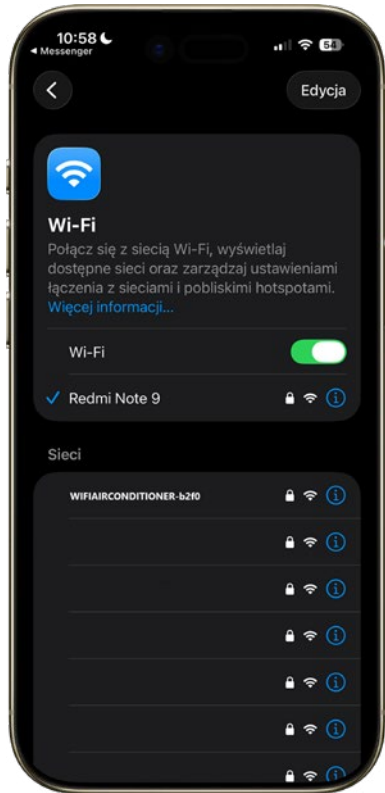 10:58
◀ Messenger
54
Edycja
Wi-Fi
Połącz się z siecią Wi-Fi, wyświetlaj
dostępne sieci oraz zarządzaj ustawieniami
łączenia z sieciami i pobliskimi hotspotami.
Więcej informacji...
Wi-Fi
Redmi Note 9
Sieci
WIFIAIRCONDITIONER-b2f0